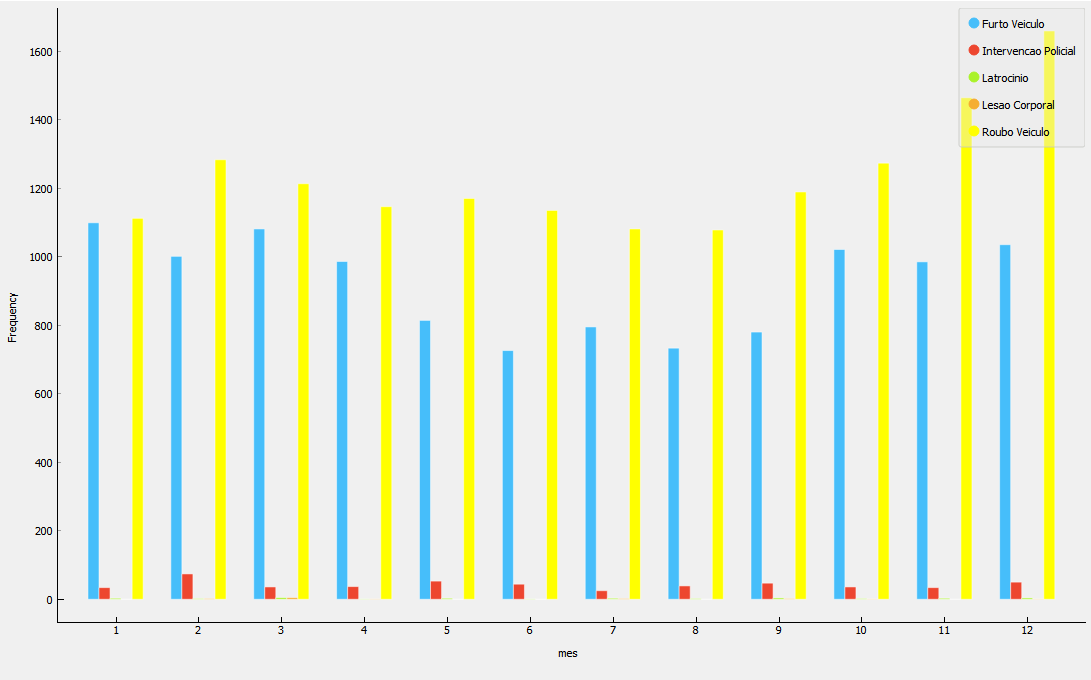 Furto Veiculo
Intervencao Policial
Latrocinio
Lesao Corporal
Roubo Veiculo
1600
1400
1200
1000
800
600
400
200
0
Frequency
1 2 3 4 5 6 7 8 9 10 11 12
mes